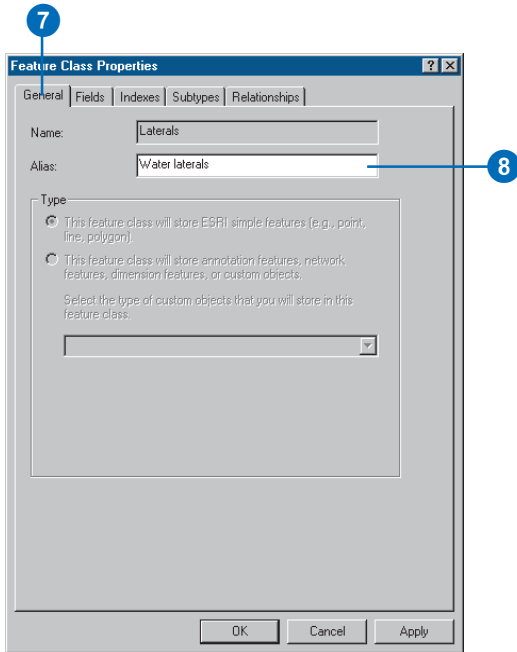 7
Feature Class Properties
General Fields Indexes Subtypes Relationships
Name: Laterals
Alias: Water laterals
8
Type
This feature class will store ESRI simple features (e.g., point,
line, polygon).
This feature class will store annotation features, network
features, dimension features, or custom objects.
Select the type of custom objects that you will store in this
feature class.
OK Cancel Apply